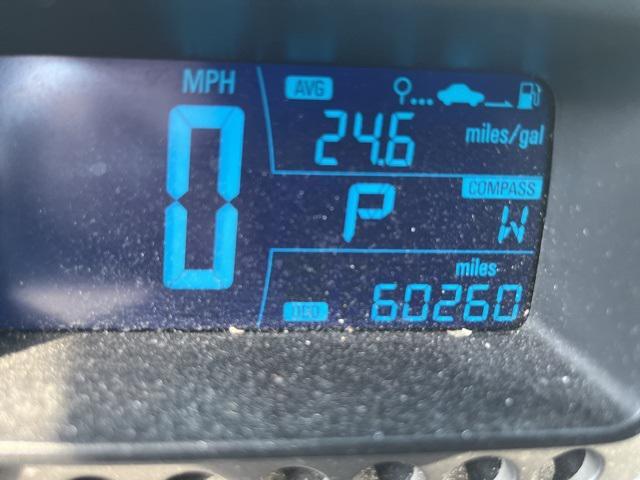 MPH
0
AVG
24.6 miles/gal
P
COMPASS
W
miles
ODO 60260